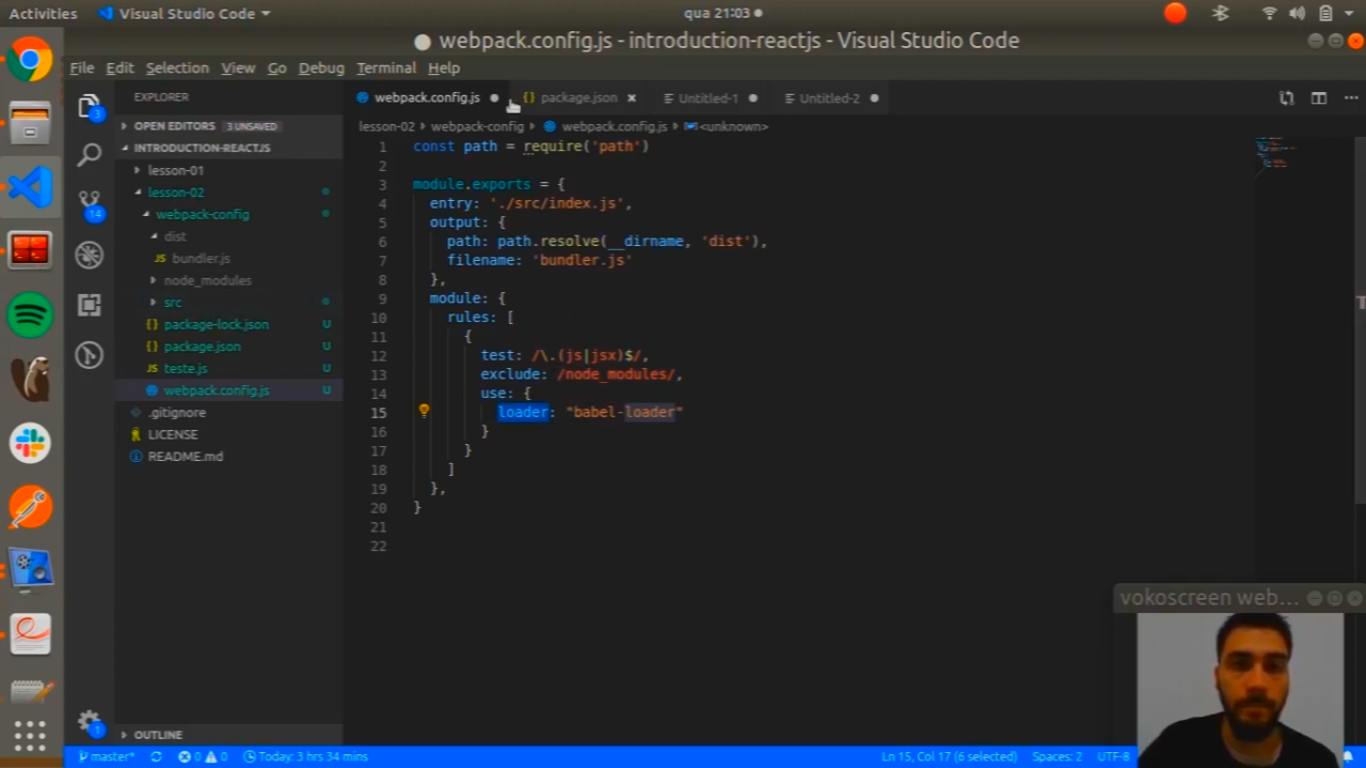 Activities
Visual Studio Code
qua 21:03
webpack.config.js - introduction-reactjs - Visual Studio Code
File Edit Selection View Go Debug Terminal Help
EXPLORER
OPEN EDITORS 3 UNSAVED
INTRODUCTION-REACTJS
lesson-01
lesson-02
webpack-config
dist
JS bundler.js
node_modules
src
{} package-lock.json U
{} package.json U
JS teste.js U
webpack.config.js U
.gitignore
LICENSE
README.md
OUTLINE
3
14
1
webpack.config.js
{} package.json
Untitled-1
Untitled-2
lesson-02 webpack-config webpack.config.js <unknown>
1 const path = require('path')
2
3 module.exports = {
4 entry: './src/index.js',
5 output: {
6 path: path.resolve(__dirname, 'dist'),
7 filename: 'bundler.js'
8 },
9 module: {
10 rules: [
11 {
12 test: /\.(js|jsx)$/,
13 exclude: /node_modules/,
14 use: {
15 loader: "babel-loader"
16 }
17 }
18 ]
19 },
20 }
21
22
vokoscreen web...
master* 0 0 Today: 3 hrs 34 mins
Ln 15, Col 17 (6 selected) Spaces: 2 UTF-8